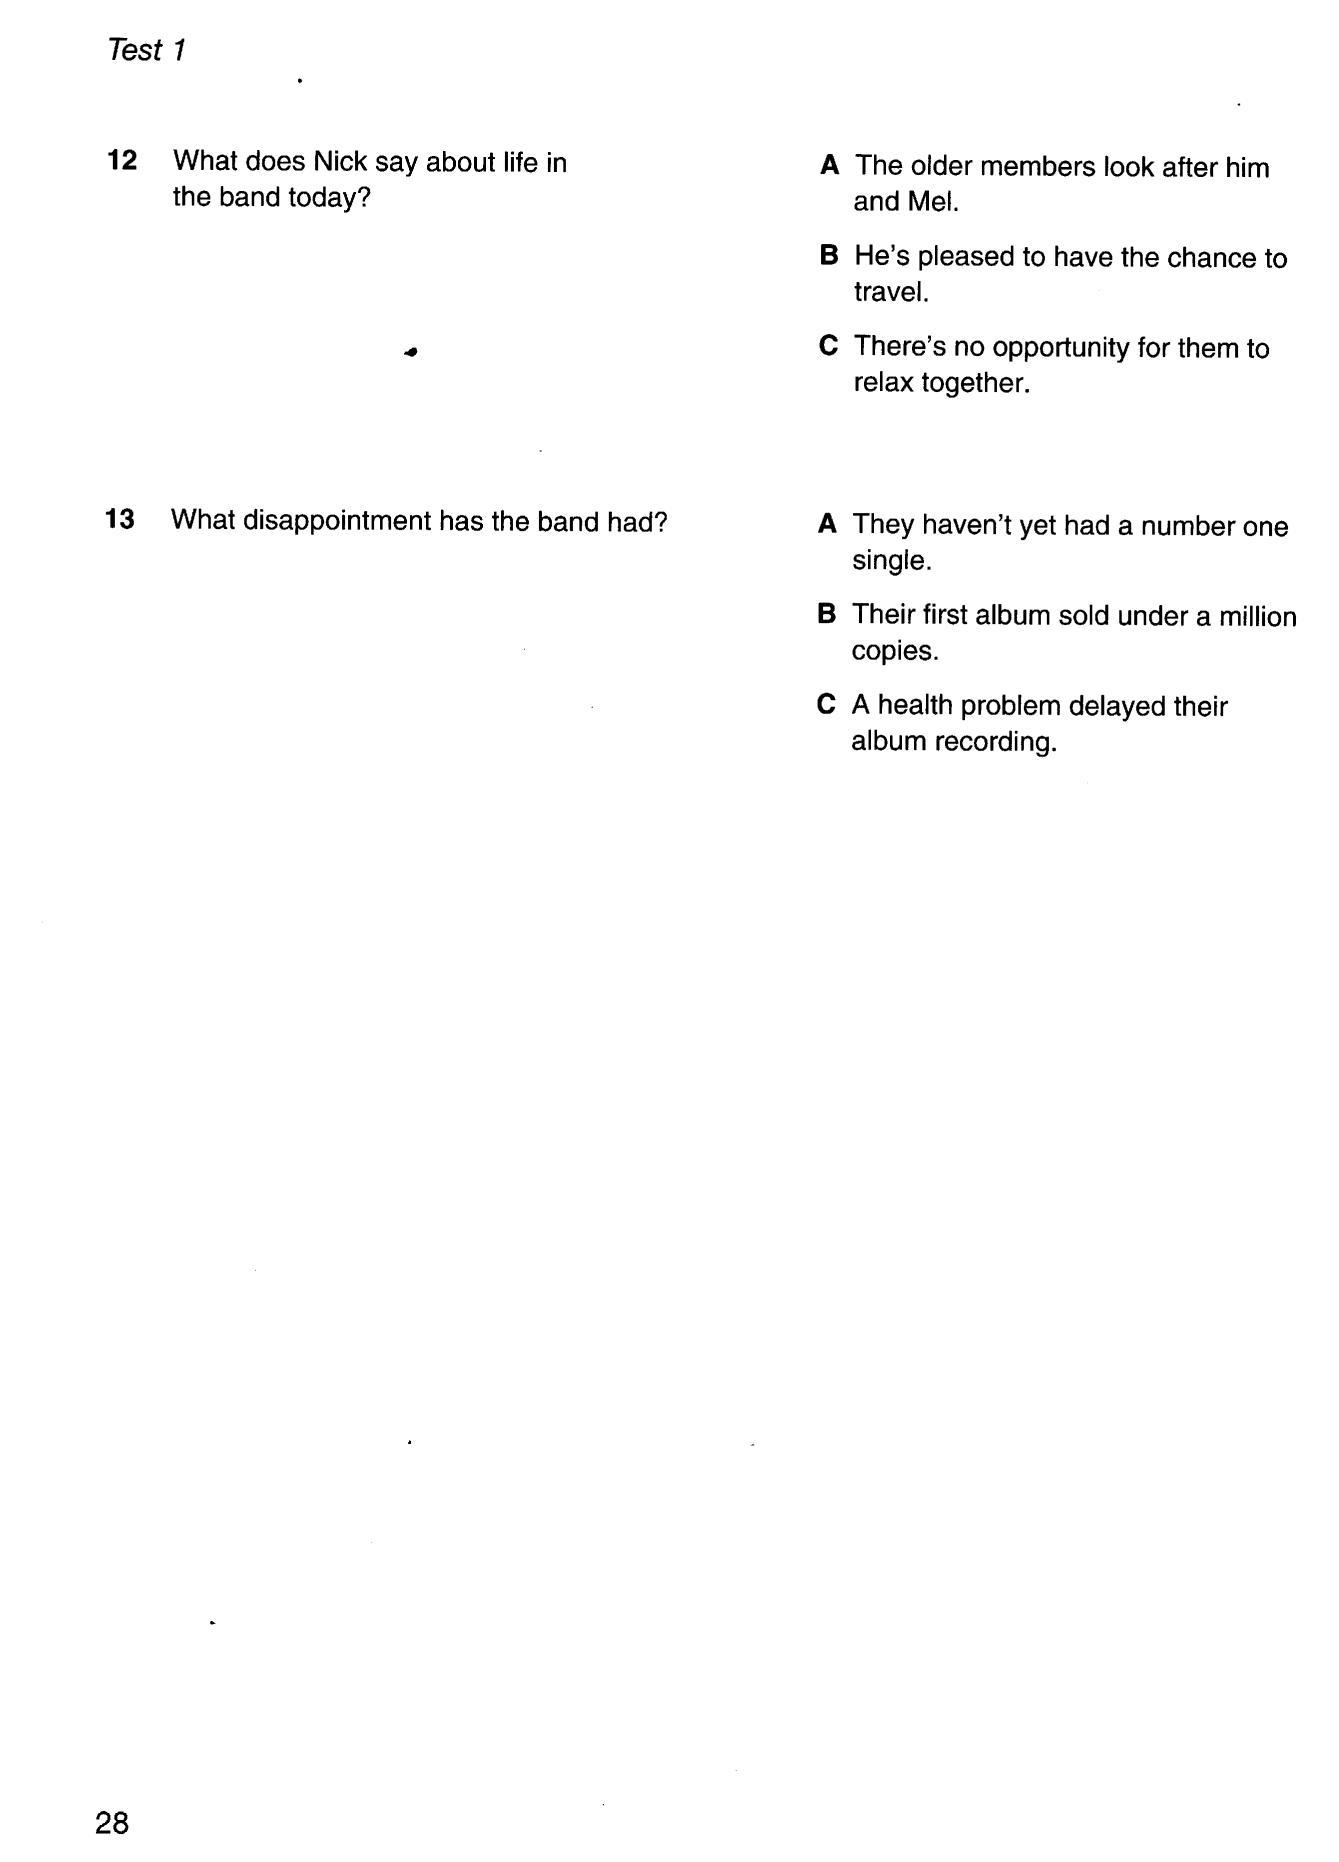 Test 1
12 What does Nick say about life in
the band today?
A The older members look after him
and Mel.
B He's pleased to have the chance to
travel.
C There's no opportunity for them to
relax together.
13 What disappointment has the band had?
A They haven't yet had a number one
single.
B Their first album sold under a million
copies.
C A health problem delayed their
album recording.
28